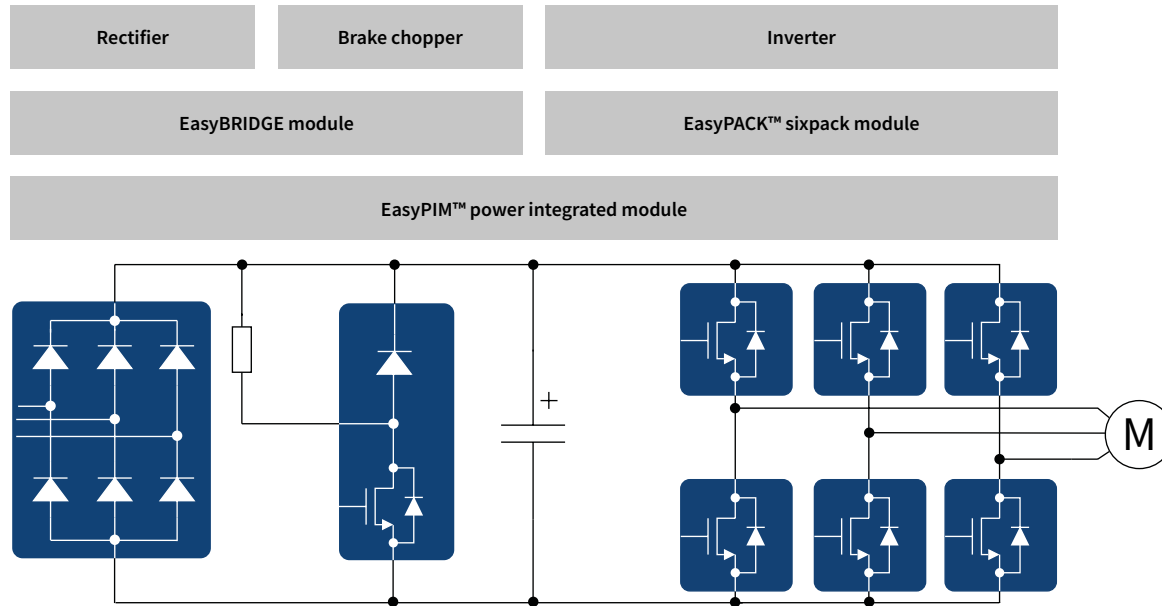 Rectifier
Brake chopper
Inverter
EasyBRIDGE module
EasyPACK™ sixpack module
EasyPIM™ power integrated module
+
M